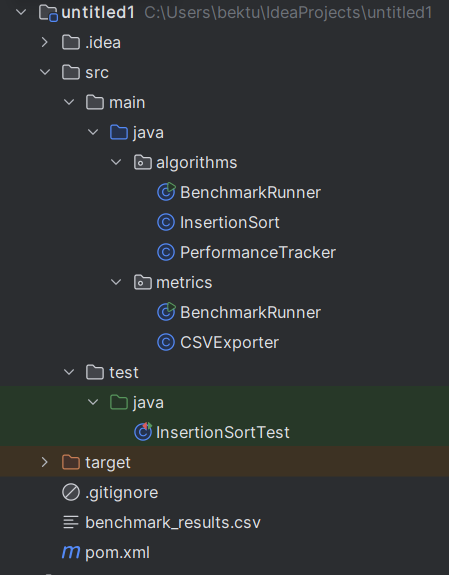 untitled1 C:\Users\bektu\IdeaProjects\untitled1
.idea
src
main
java
algorithms
BenchmarkRunner
InsertionSort
PerformanceTracker
metrics
BenchmarkRunner
CSVExporter
test
java
InsertionSortTest
target
.gitignore
benchmark_results.csv
pom.xml